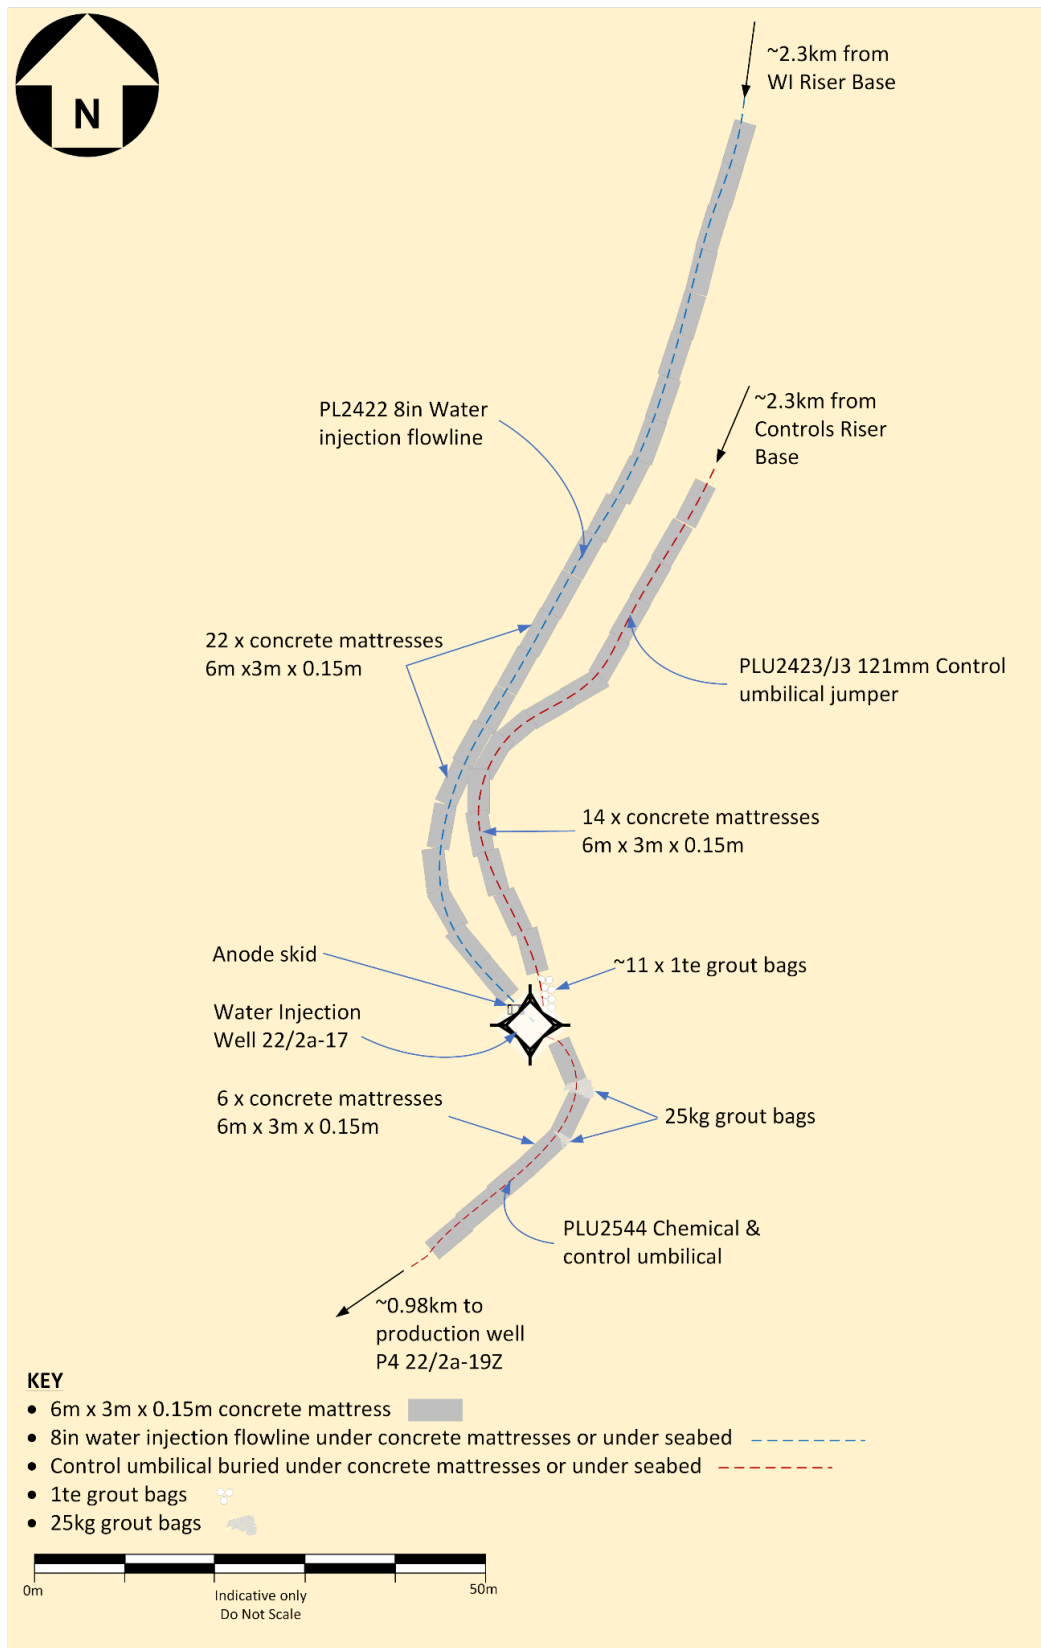 N
~2.3km from
WI Riser Base
~2.3km from
Controls Riser
Base
PL2422 8in Water
injection flowline
22 x concrete mattresses
6m x3m x 0.15m
PLU2423/J3 121mm Control
umbilical jumper
14 x concrete mattresses
6m x 3m x 0.15m
Anode skid
~11 x 1te grout bags
Water Injection
Well 22/2a-17
6 x concrete mattresses
6m x 3m x 0.15m
25kg grout bags
PLU2544 Chemical &
control umbilical
~0.98km to
production well
P4 22/2a-19Z
KEY
• 6m x 3m x 0.15m concrete mattress
• 8in water injection flowline under concrete mattresses or under seabed
• Control umbilical buried under concrete mattresses or under seabed
• 1te grout bags
• 25kg grout bags
0m
50m
Indicative only
Do Not Scale